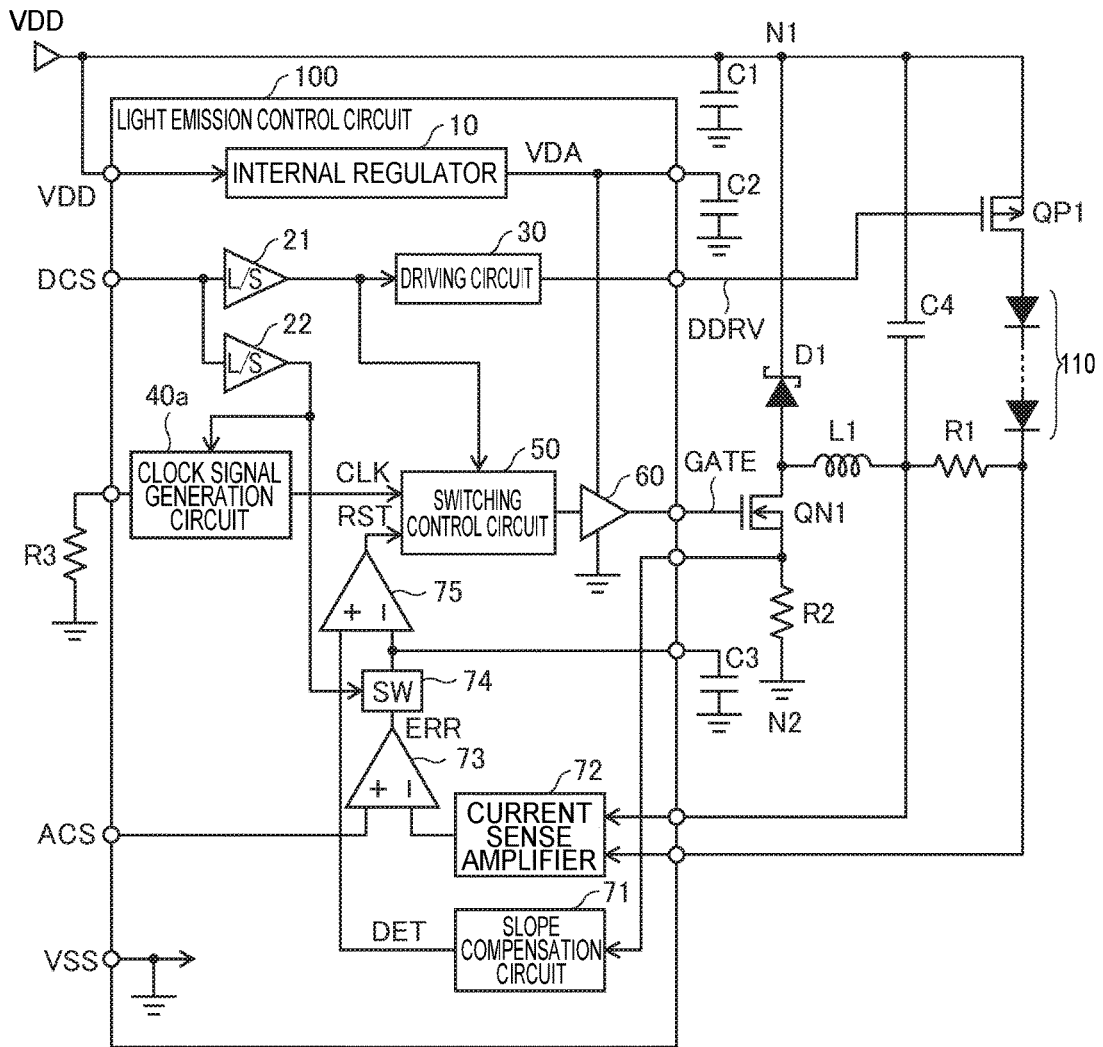 VDD
N1
C1
100
LIGHT EMISSION CONTROL CIRCUIT
10
INTERNAL REGULATOR
VDA
VDD
C2
QP1
21
30
DCS
L/S
DRIVING CIRCUIT
DDRV
C4
22
L/S
D1
110
40a
L1
R1
CLOCK SIGNAL
GENERATION
CIRCUIT
CLK
RST
50
SWITCHING
CONTROL CIRCUIT
60
GATE
QN1
R3
75
+ −
R2
C3
SW
74
N2
ERR
73
+ −
72
CURRENT
SENSE
AMPLIFIER
ACS
71
DET
SLOPE
COMPENSATION
CIRCUIT
VSS